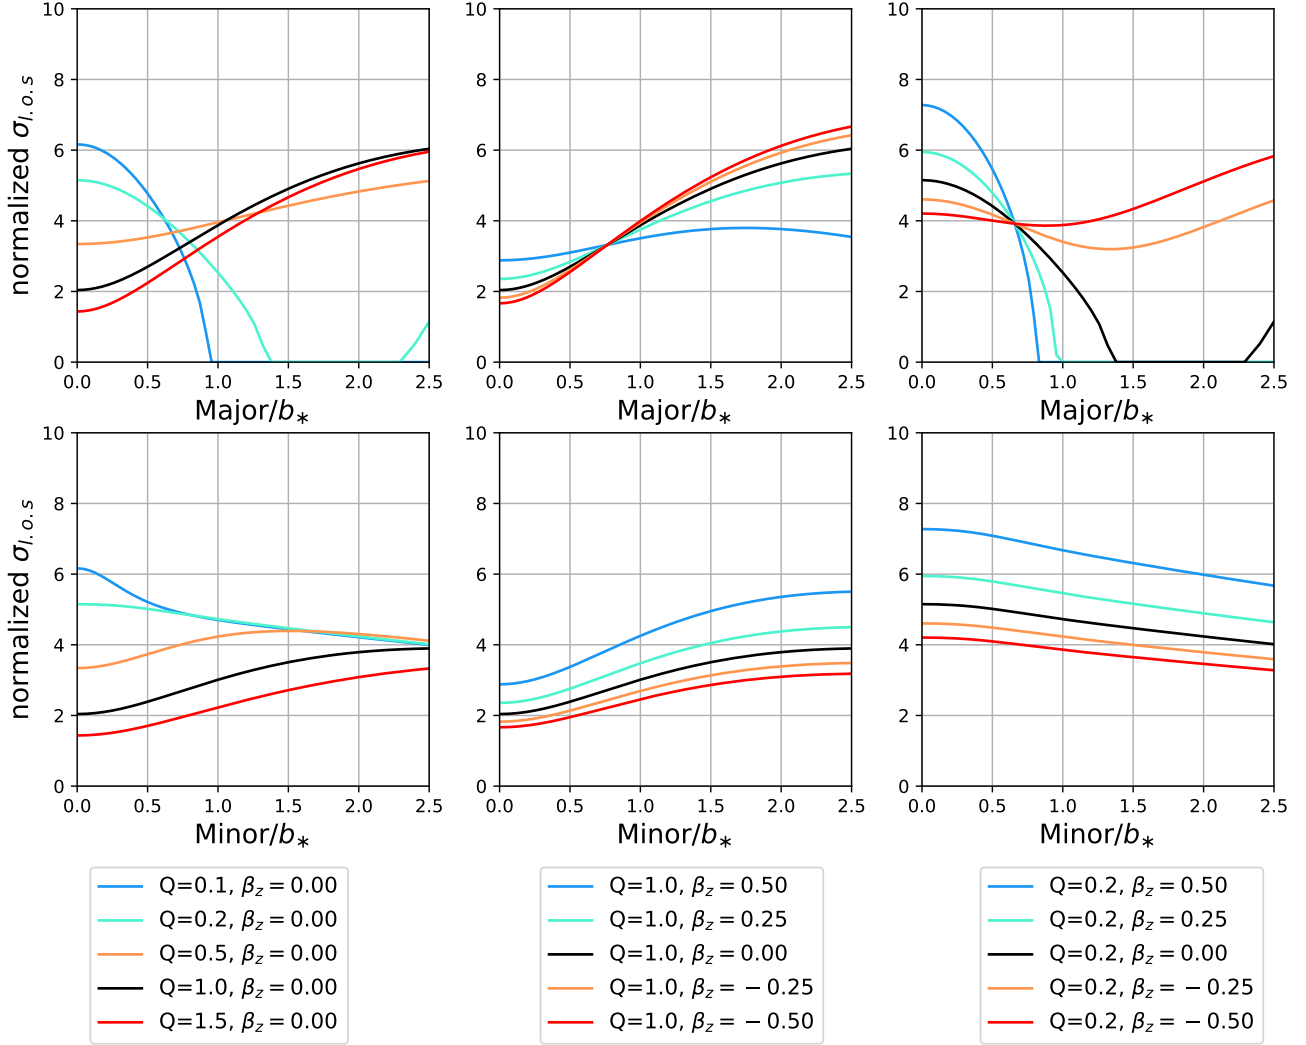 10 8 6 4 2 0
normalized σ_{l.o.s}
0.0 0.5 1.0 1.5 2.0 2.5
Major/b_*
10 8 6 4 2 0
0.0 0.5 1.0 1.5 2.0 2.5
Major/b_*
10 8 6 4 2 0
0.0 0.5 1.0 1.5 2.0 2.5
Major/b_*
10 8 6 4 2 0
normalized σ_{l.o.s}
0.0 0.5 1.0 1.5 2.0 2.5
Minor/b_*
10 8 6 4 2 0
0.0 0.5 1.0 1.5 2.0 2.5
Minor/b_*
10 8 6 4 2 0
0.0 0.5 1.0 1.5 2.0 2.5
Minor/b_*
Q=0.1, β_z = 0.00
Q=0.2, β_z = 0.00
Q=0.5, β_z = 0.00
Q=1.0, β_z = 0.00
Q=1.5, β_z = 0.00
Q=1.0, β_z = 0.50
Q=1.0, β_z = 0.25
Q=1.0, β_z = 0.00
Q=1.0, β_z = −0.25
Q=1.0, β_z = −0.50
Q=0.2, β_z = 0.50
Q=0.2, β_z = 0.25
Q=0.2, β_z = 0.00
Q=0.2, β_z = −0.25
Q=0.2, β_z = −0.50